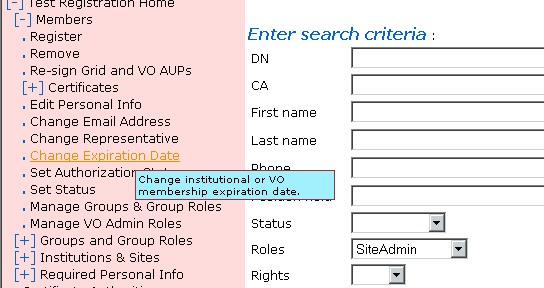 Test Registration Home
[-] Members
Register
Remove
Re-sign Grid and VO AUPs
[+] Certificates
Edit Personal Info
Change Email Address
Change Representative
Change Expiration Date
Set Authorization
Set Status
Manage Groups & Group Roles
Manage VO Admin Roles
[+] Groups and Group Roles
[+] Institutions & Sites
[+] Required Personal Info
Change institutional or VO
membership expiration date.
Enter search criteria :
DN
CA
First name
Last name
Phone
Status
Roles SiteAdmin
Rights